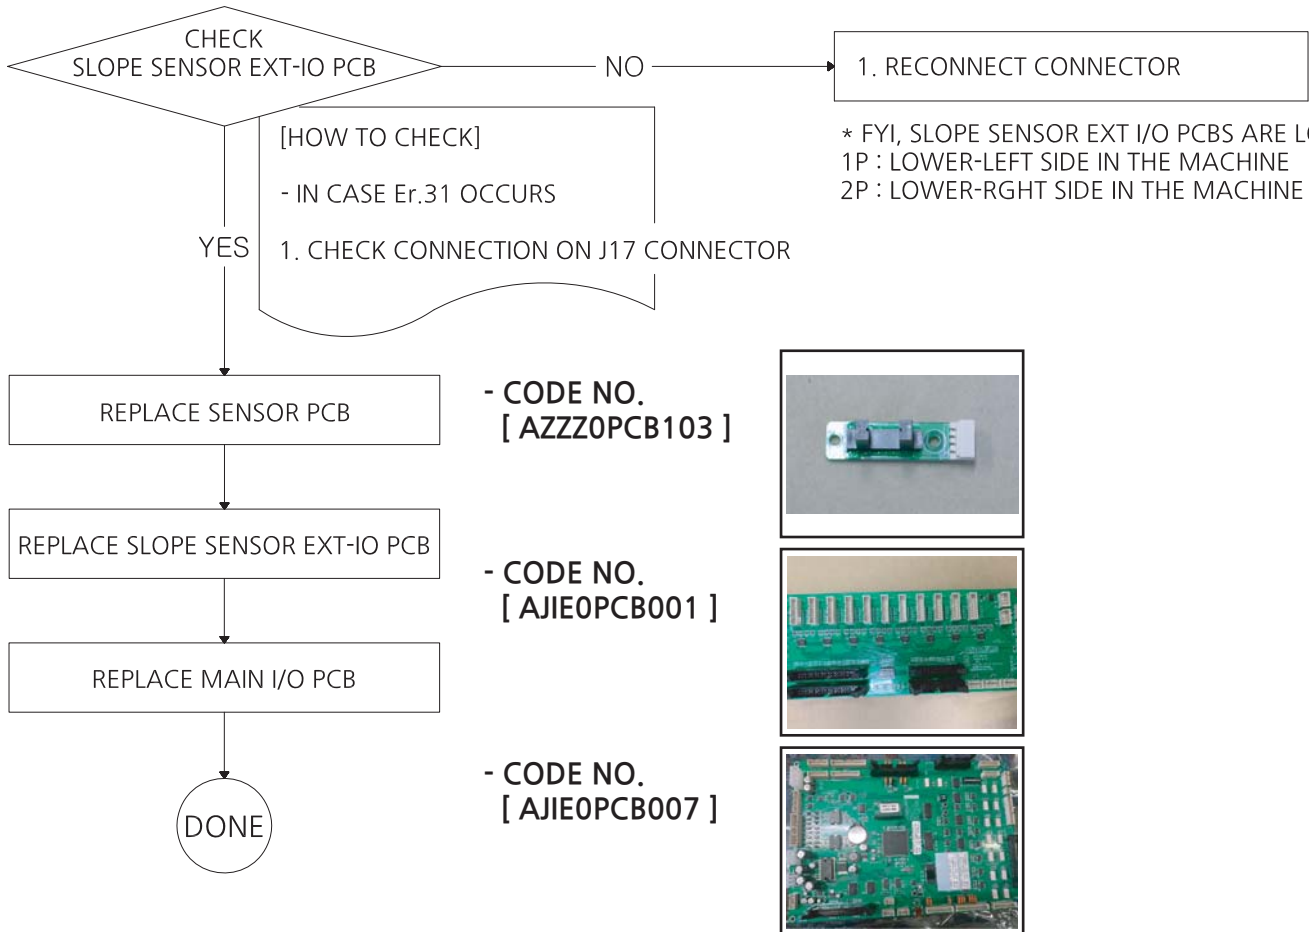 CHECK
SLOPE SENSOR EXT-IO PCB
NO
1. RECONNECT CONNECTOR
[HOW TO CHECK]
- IN CASE Er.31 OCCURS
1. CHECK CONNECTION ON J17 CONNECTOR
* FYI, SLOPE SENSOR EXT I/O PCBS ARE
1P : LOWER-LEFT SIDE IN THE MACHINE
2P : LOWER-RGHT SIDE IN THE MACHINE
YES
REPLACE SENSOR PCB
- CODE NO.
[ AZZZ0PCB103 ]
REPLACE SLOPE SENSOR EXT-IO PCB
- CODE NO.
[ AJIE0PCB001 ]
REPLACE MAIN I/O PCB
- CODE NO.
[ AJIE0PCB007 ]
DONE